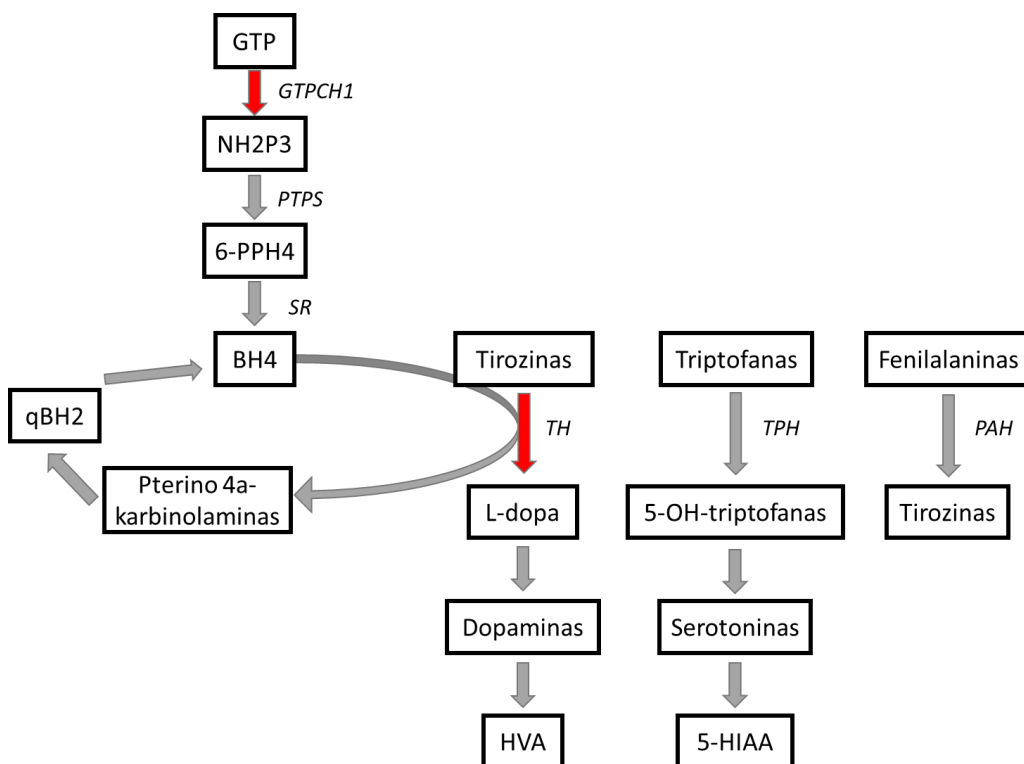 GTP
GTPCH1
NH2P3
PTPS
6-PPH4
SR
BH4
Tirozinas
Triptofanas
Fenilalaninas
qBH2
TH
TPH
PAH
Pterino 4a-
karbinolaminas
L-dopa
5-OH-triptofanas
Tirozinas
Dopaminas
Serotoninas
HVA
5-HIAA